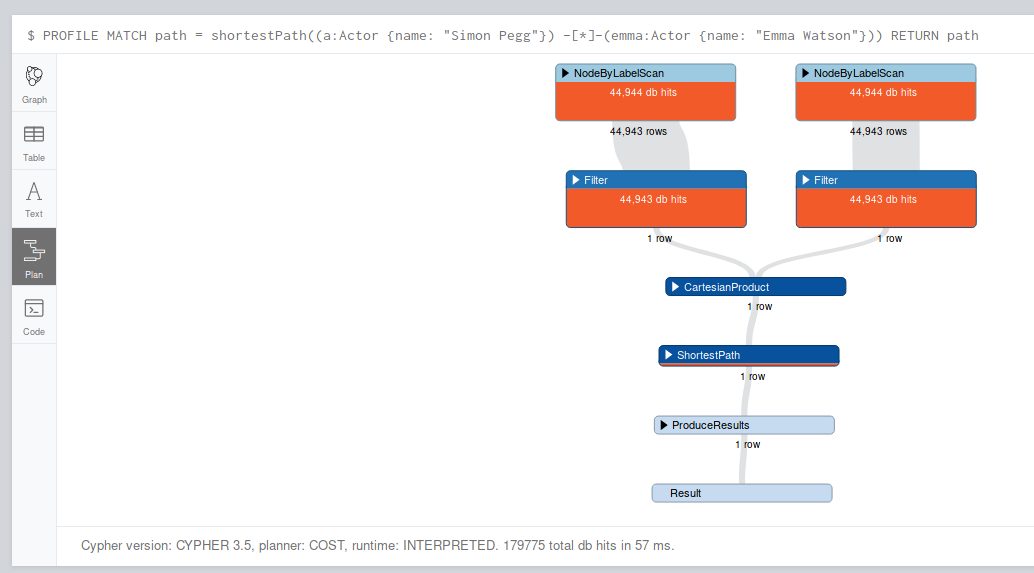 $ PROFILE MATCH path = shortestPath((a:Actor {name: "Simon Pegg"}) -[*]-(emma:Actor {name: "Emma Watson"})) RETURN path
Graph
Table
Text
Plan
Code
NodeByLabelScan
44,944 db hits
44,943 rows
NodeByLabelScan
44,944 db hits
44,943 rows
Filter
44,943 db hits
1 row
Filter
44,943 db hits
1 row
CartesianProduct
1 row
ShortestPath
1 row
ProduceResults
1 row
Result
Cypher version: CYPHER 3.5, planner: COST, runtime: INTERPRETED. 179775 total db hits in 57 ms.